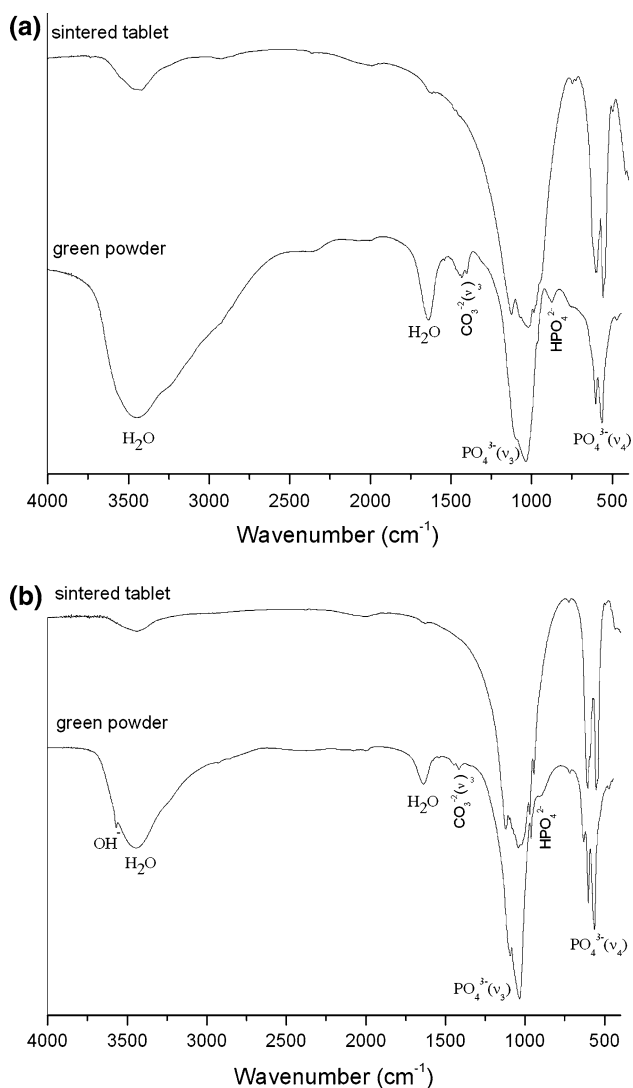 (a)
sintered tablet
green powder
H₂O
H₂O
CO₃⁻²(ν)₃
HPO₄²⁻
PO₄³⁻(ν₃)
PO₄³⁻(ν₄)
4000 3500 3000 2500 2000 1500 1000 500
Wavenumber (cm⁻¹)
(b)
sintered tablet
green powder
OH⁻
H₂O
H₂O
CO₃⁻²(ν)₃
HPO₄²⁻
PO₄³⁻(ν₃)
PO₄³⁻(ν₄)
4000 3500 3000 2500 2000 1500 1000 500
Wavenumber (cm⁻¹)